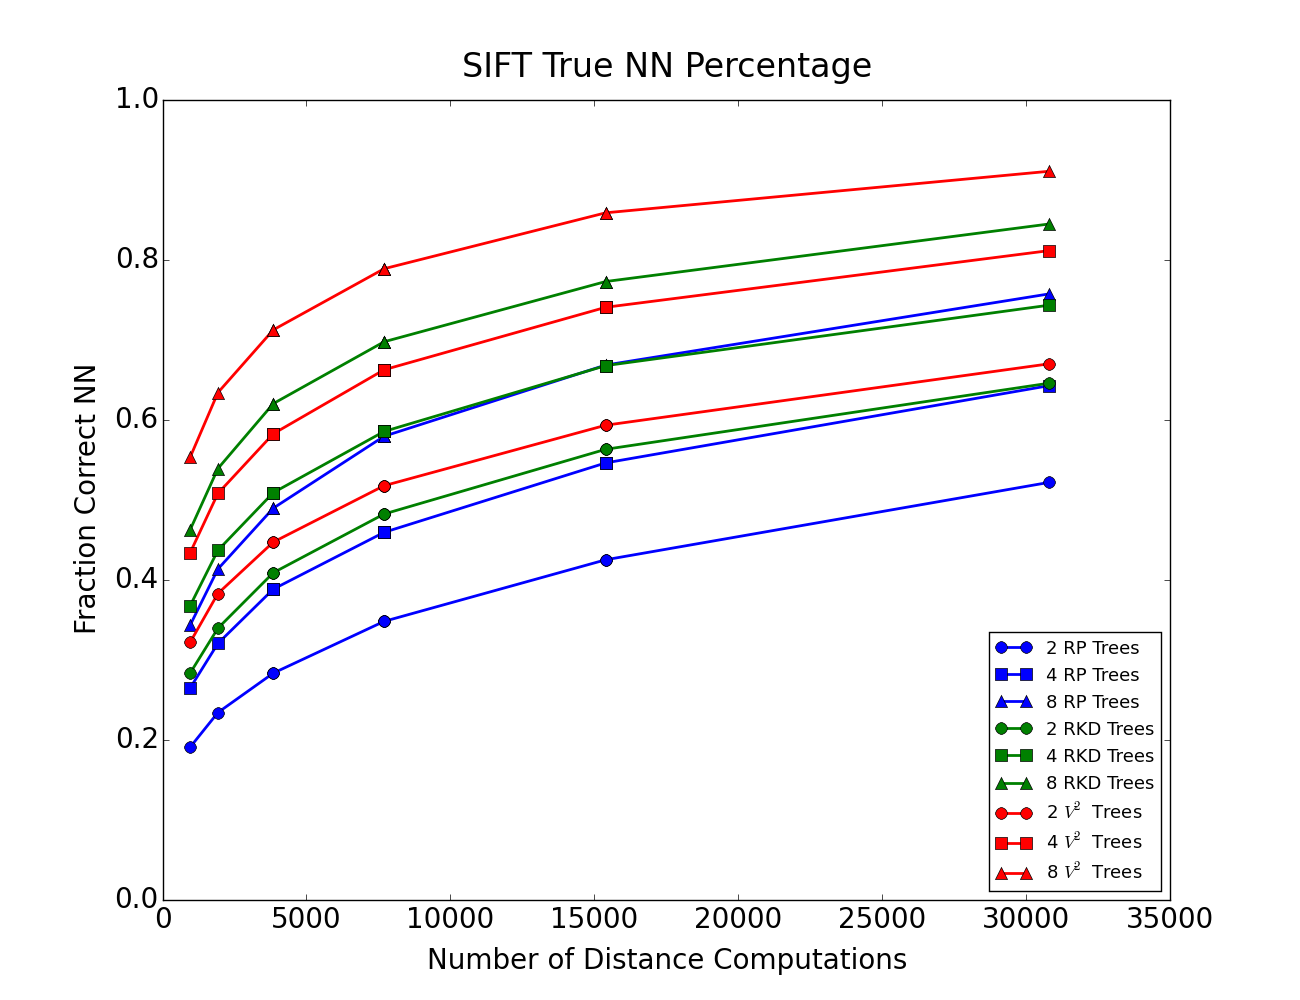 SIFT True NN Percentage
1.0
0.8
0.6
0.4
0.2
0.0
Fraction Correct NN
0 5000 10000 15000 20000 25000 30000 35000
Number of Distance Computations
2 RP Trees
4 RP Trees
8 RP Trees
2 RKD Trees
4 RKD Trees
8 RKD Trees
2 V² Trees
4 V² Trees
8 V² Trees